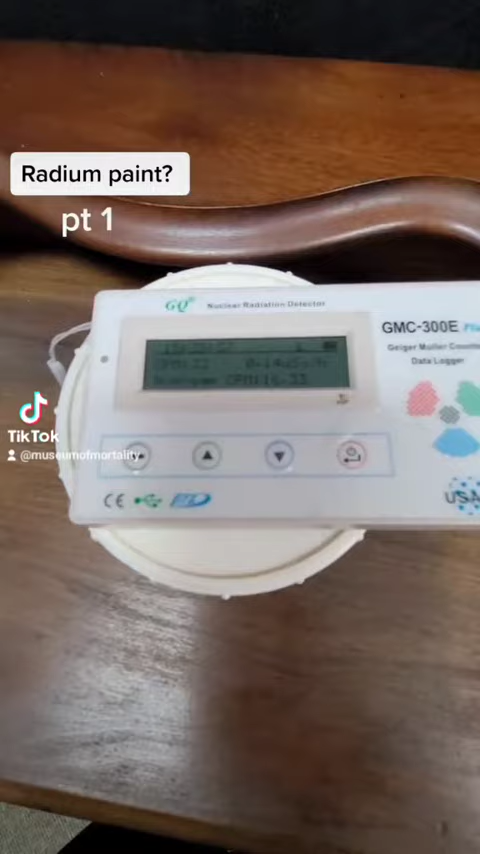 Radium paint?
pt 1
GQ®
Nuclear Radiation Detector
GMC-300E Plus
Geiger Muller Counter
Data Logger
TikTok
@museumofmortality
CE
USA